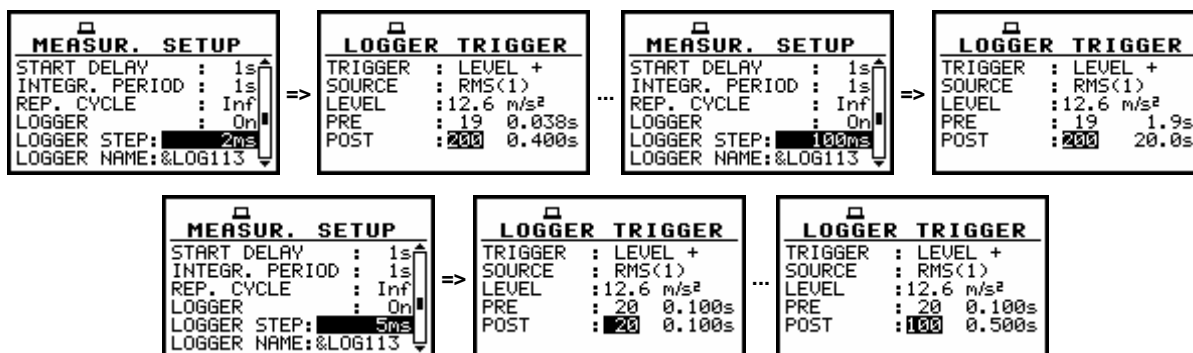 MEASUR. SETUP
START DELAY : 1s
INTEGR. PERIOD : 1s
REP. CYCLE : Inf
LOGGER : On
LOGGER STEP: 2ms
LOGGER NAME:&LOG113
=>
LOGGER TRIGGER
TRIGGER : LEVEL +
SOURCE : RMS(1)
LEVEL :12.6 m/s²
PRE : 19 0.038s
POST :200 0.400s
...
MEASUR. SETUP
START DELAY : 1s
INTEGR. PERIOD : 1s
REP. CYCLE : Inf
LOGGER : On
LOGGER STEP: 100ms
LOGGER NAME:&LOG113
=>
LOGGER TRIGGER
TRIGGER : LEVEL +
SOURCE : RMS(1)
LEVEL :12.6 m/s²
PRE : 19 1.9s
POST :200 20.0s
MEASUR. SETUP
START DELAY : 1s
INTEGR. PERIOD : 1s
REP. CYCLE : Inf
LOGGER : On
LOGGER STEP: 5ms
LOGGER NAME:&LOG113
=>
LOGGER TRIGGER
TRIGGER : LEVEL +
SOURCE : RMS(1)
LEVEL :12.6 m/s²
PRE : 20 0.100s
POST : 20 0.100s
...
LOGGER TRIGGER
TRIGGER : LEVEL +
SOURCE : RMS(1)
LEVEL :12.6 m/s²
PRE : 20 0.100s
POST :100 0.500s